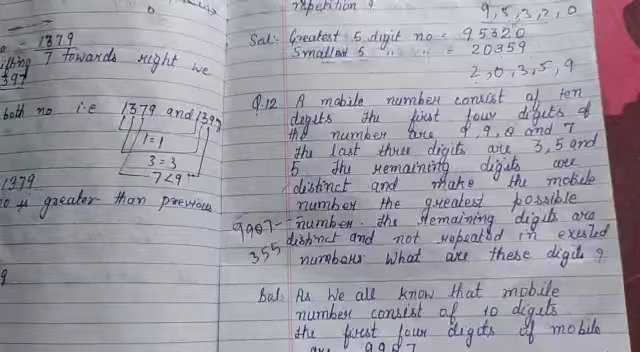 1379
7 towards right we
both no i.e 1379 and 1397
1 = 1
3 = 3
7 < 9
1379
is greater than previous
repetition ?
9,5,3,2,0
Sol:- Greatest 5 digit no = 95320
Smallest 5 " " = 20359
2,0,3,5,9
Q.12 A mobile number consist of ten
digits the first four digits of
the number are 9,9,0 and 7
the last three digits are 3,5 and
5 the remaining digits are
distinct and make the mobile
number the greatest possible
9907- number. the remaining digits are
355 distinct and not repeated in existed
numbers what are these digits ?
Sol: As we all know that mobile
number consist of 10 digits
the first four digits of mobile
are 9907